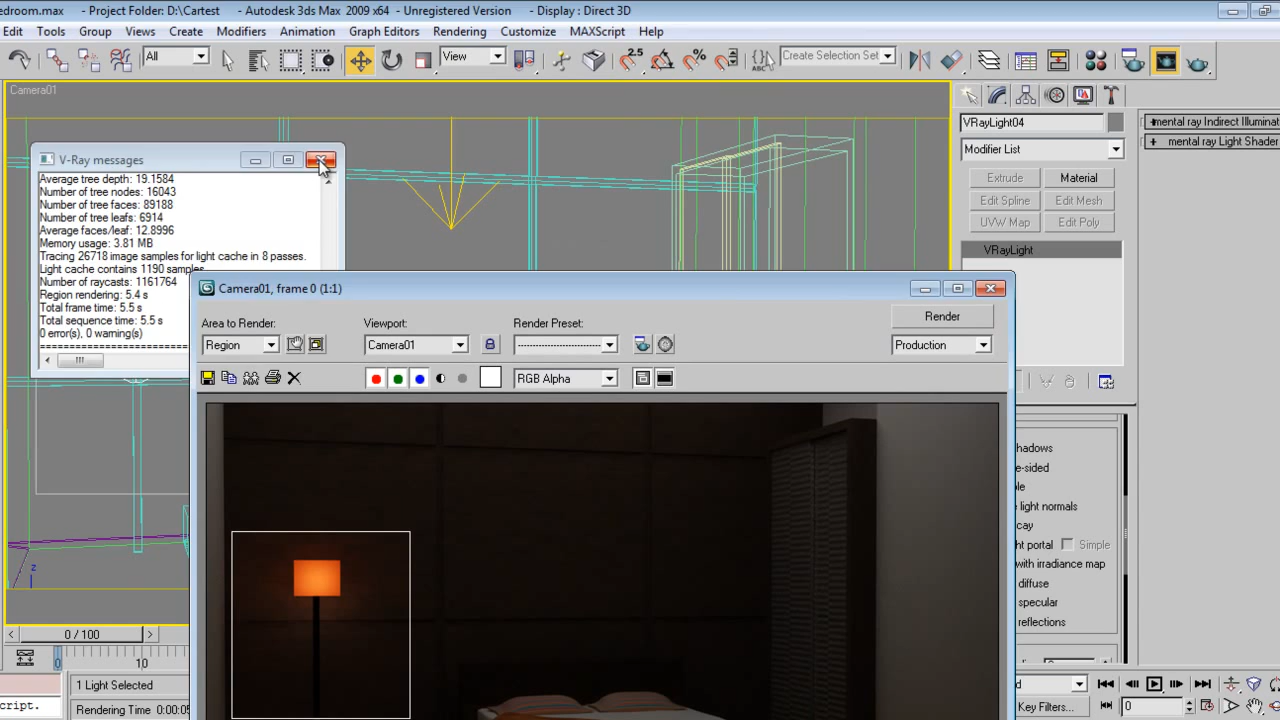 edroom.max - Project Folder: D:\Cartest - Autodesk 3ds Max 2009 x64 - Unregistered Version - Display : Direct 3D
Edit Tools Group Views Create Modifiers Animation Graph Editors Rendering Customize MAXScript Help
All View 2.5 ABC Create Selection Set
Camera01
VRayLight04
mental ray Indirect Illuminat
mental ray Light Shader
Modifier List
V-Ray messages
Average tree depth: 19.1584
Number of tree nodes: 16043
Number of tree faces: 89188
Number of tree leafs: 6914
Average faces/leaf: 12.8996
Memory usage: 3.81 MB
Tracing 26718 image samples for light cache in 8 passes.
Light cache contains 1190 samples.
Number of raycasts: 1161764
Region rendering: 5.4 s
Total frame time: 5.5 s
Total sequence time: 5.5 s
0 error(s), 0 warning(s)
Extrude Material
Edit Spline Edit Mesh
UVW Map Edit Poly
VRayLight
Camera01, frame 0 (1:1)
Area to Render: Viewport: Render Preset: Render
Region Camera01 Production
RGB Alpha
hadows
e-sided
le
ht normals
cay
ht portal Simple
with irradiance map
diffuse
specular
reflections
z
0 / 100
0 10
1 Light Selected
cript. Rendering Time 0:00:0
d
Key Filters... 0